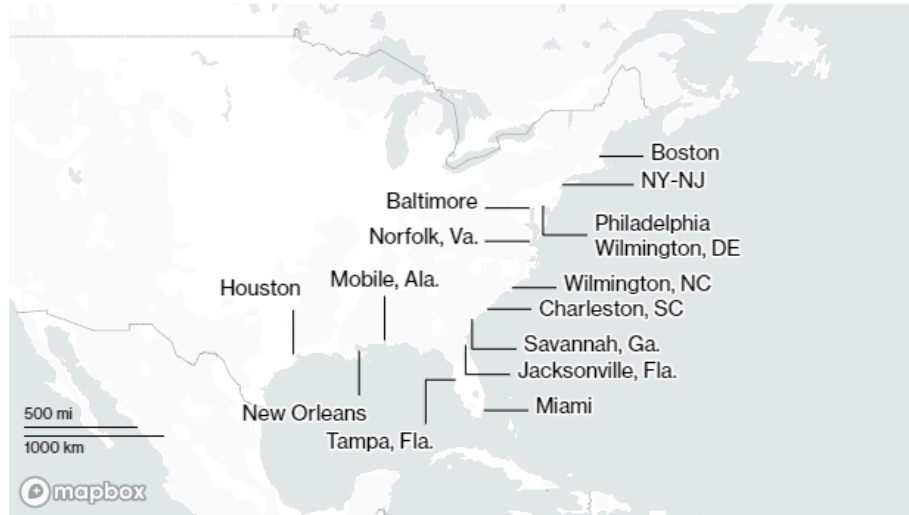 Boston
NY-NJ
Baltimore
Philadelphia
Wilmington, DE
Norfolk, Va.
Houston
Mobile, Ala.
Wilmington, NC
Charleston, SC
Savannah, Ga.
Jacksonville, Fla.
New Orleans
Miami
Tampa, Fla.
500 mi
1000 km
mapbox